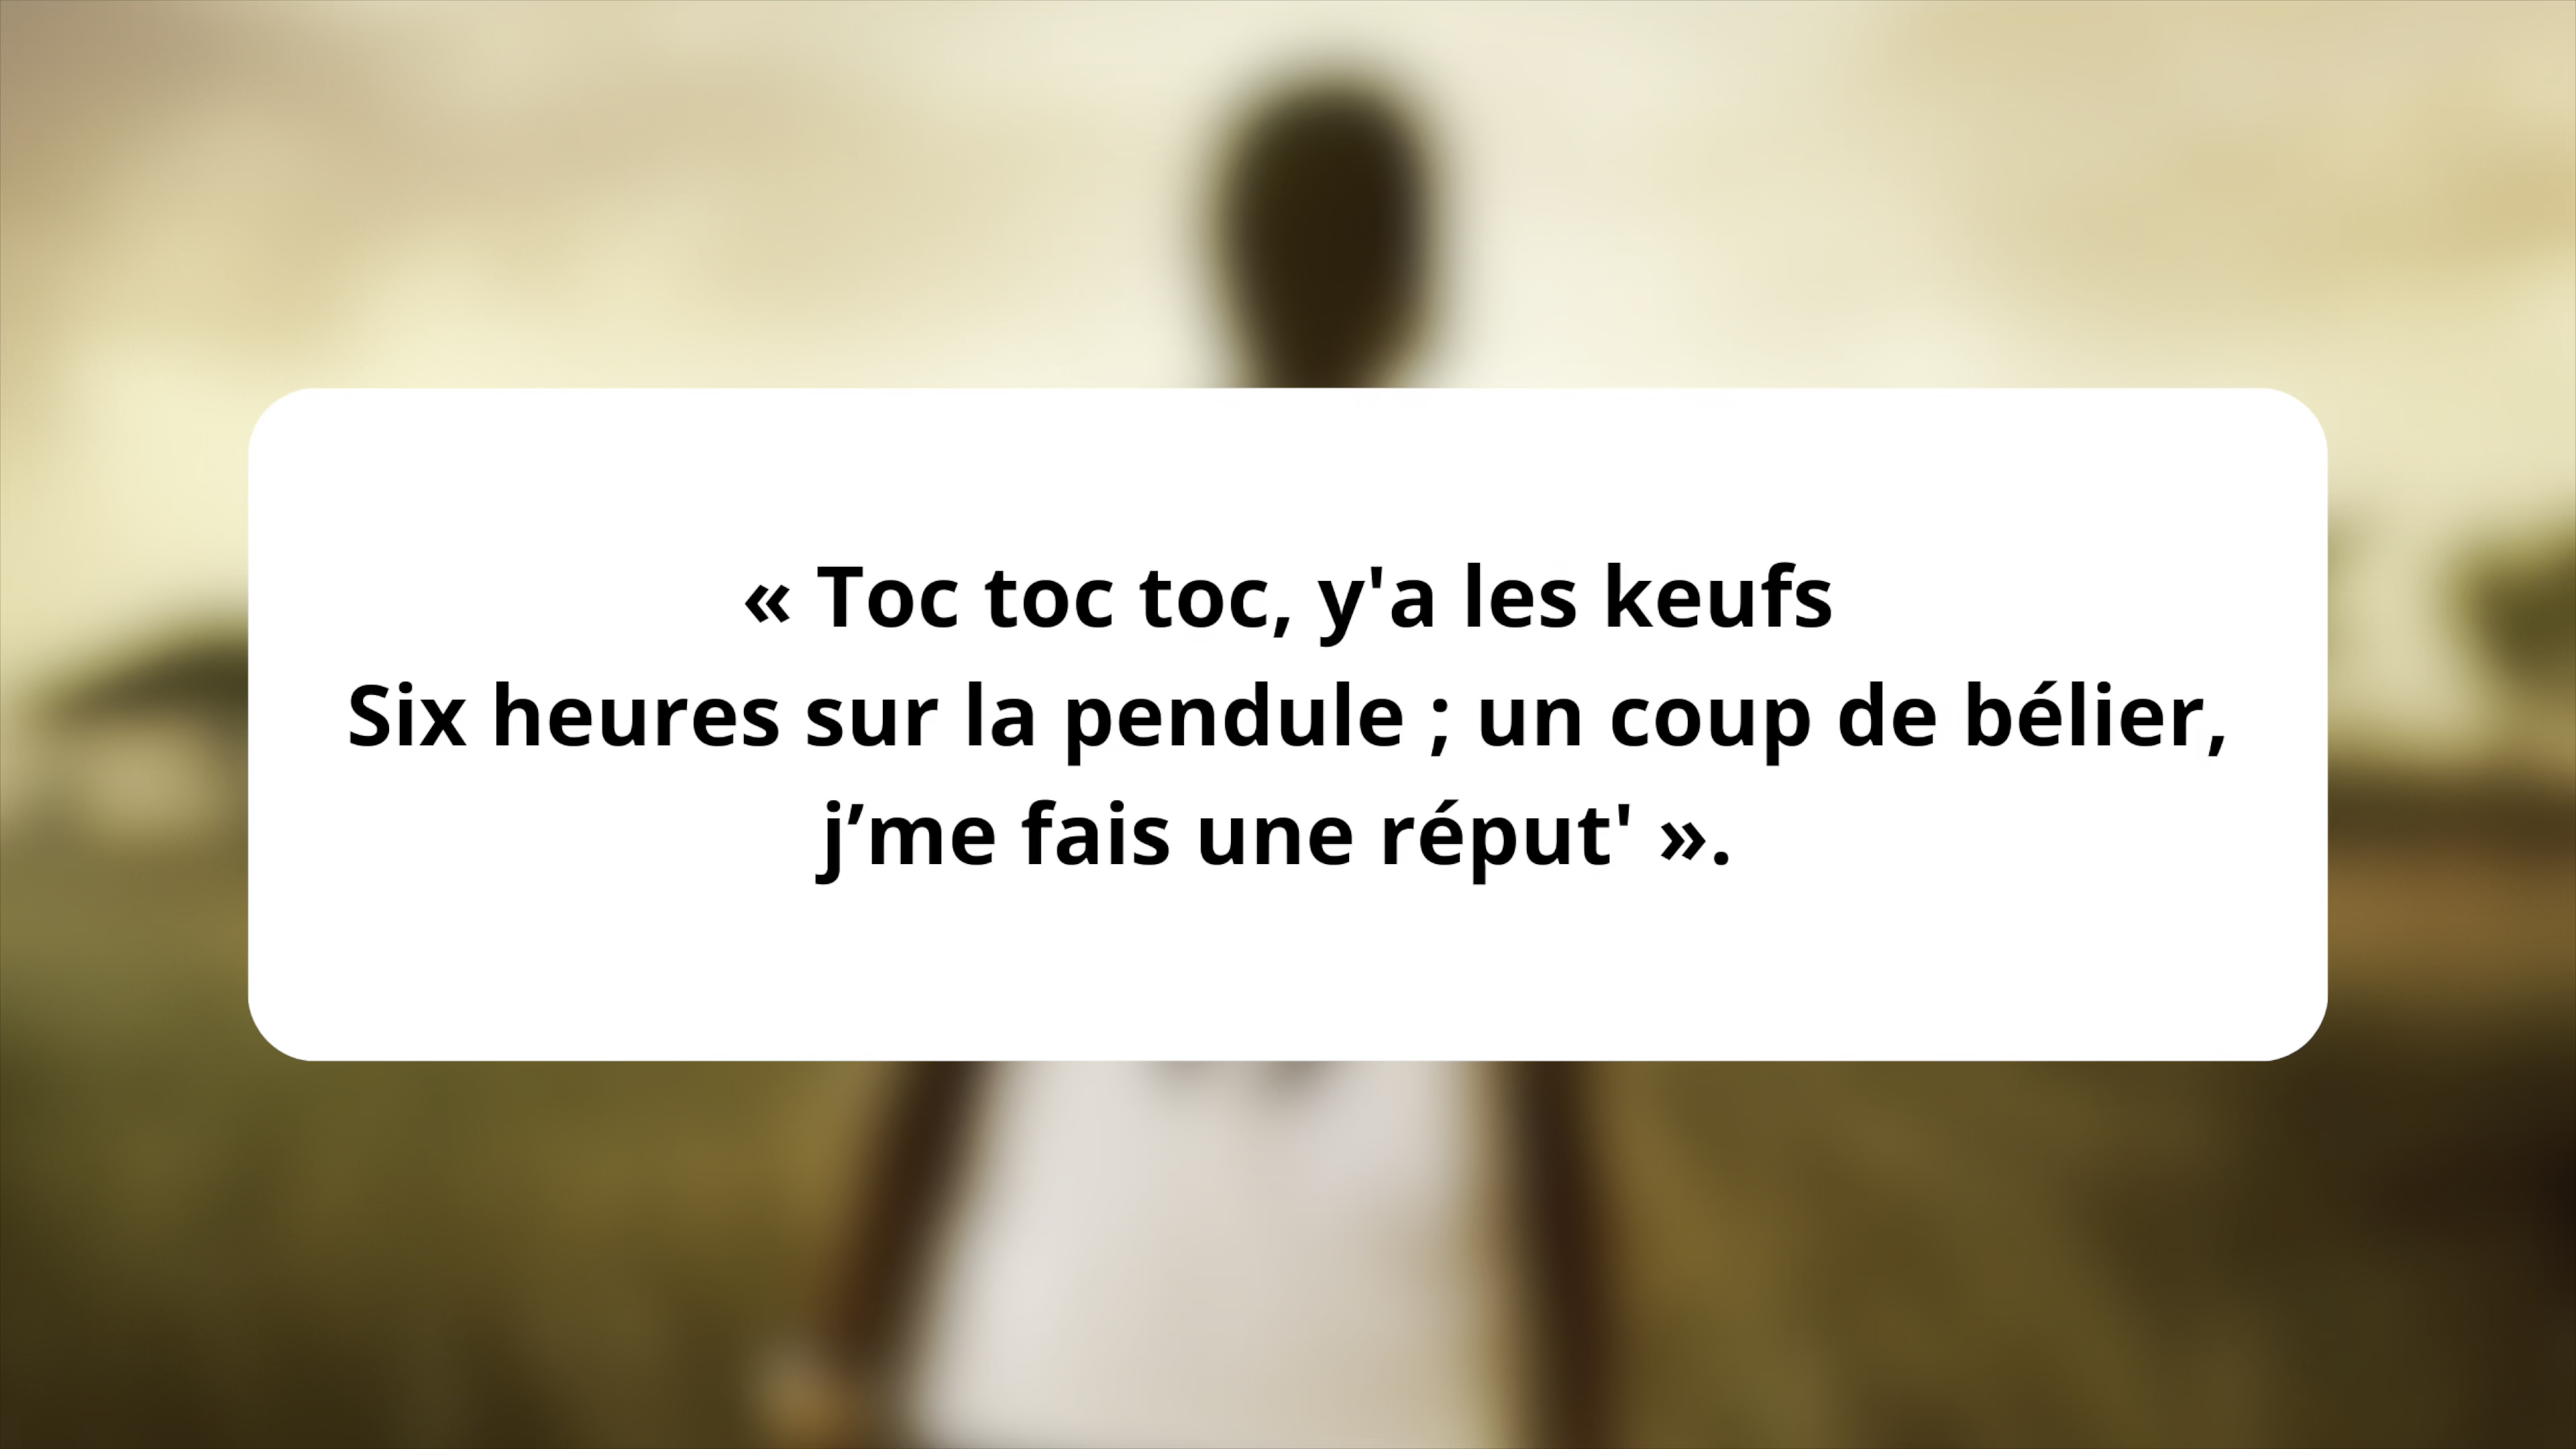 « Toc toc toc, y'a les keufs
Six heures sur la pendule ; un coup de bélier,
j’me fais une réput' ».